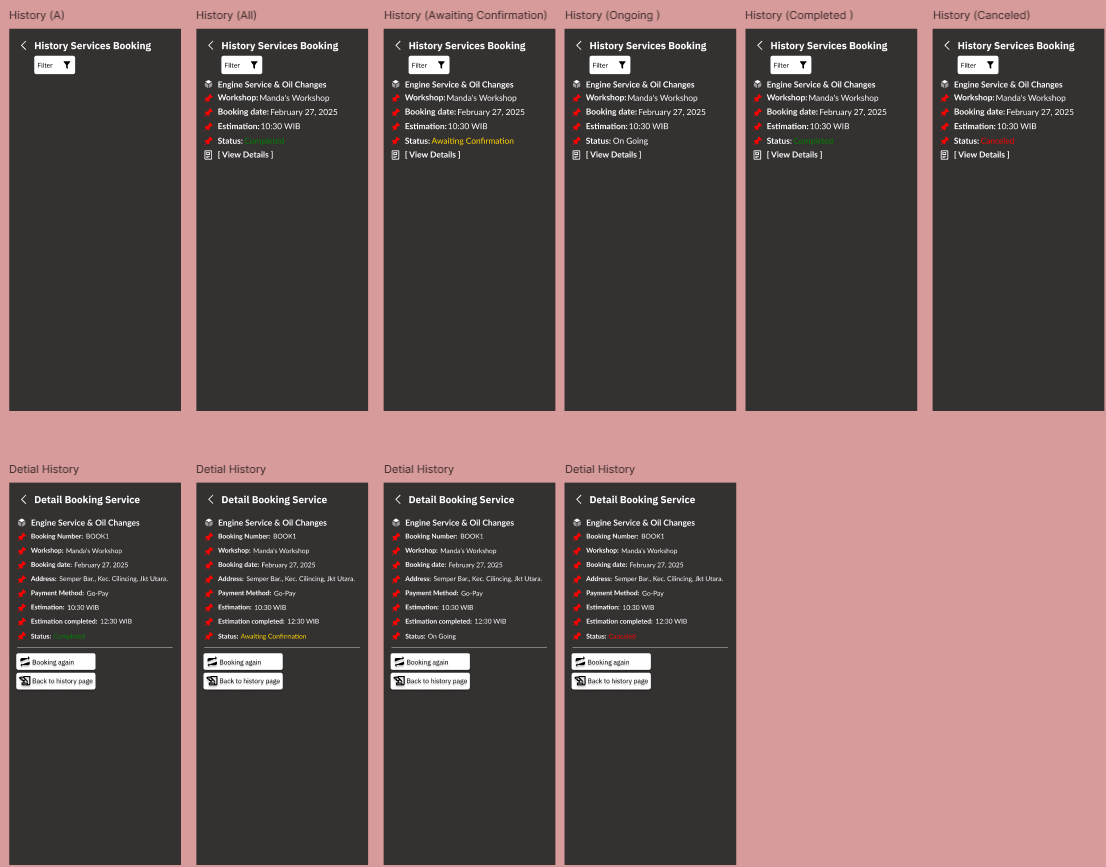 History (A)
History Services Booking
Filter
History (All)
History Services Booking
Filter
Engine Service & Oil Changes
Workshop: Manda's Workshop
Booking date: February 27, 2025
Estimation: 10:30 WIB
Status: Completed
[ View Details ]
History (Awaiting Confirmation)
History Services Booking
Filter
Engine Service & Oil Changes
Workshop: Manda's Workshop
Booking date: February 27, 2025
Estimation: 10:30 WIB
Status: Awaiting Confirmation
[ View Details ]
History (Ongoing )
History Services Booking
Filter
Engine Service & Oil Changes
Workshop: Manda's Workshop
Booking date: February 27, 2025
Estimation: 10:30 WIB
Status: On Going
[ View Details ]
History (Completed )
History Services Booking
Filter
Engine Service & Oil Changes
Workshop: Manda's Workshop
Booking date: February 27, 2025
Estimation: 10:30 WIB
Status: Completed
[ View Details ]
History (Canceled)
History Services Booking
Filter
Engine Service & Oil Changes
Workshop: Manda's Workshop
Booking date: February 27, 2025
Estimation: 10:30 WIB
Status: Canceled
[ View Details ]
Detial History
Detail Booking Service
Engine Service & Oil Changes
Booking Number: BOOK1
Workshop: Manda's Workshop
Booking date: February 27, 2025
Address: Semper Bar., Kec. Cilincing, Jkt Utara.
Payment Method: Go-Pay
Estimation: 10:30 WIB
Estimation completed: 12:30 WIB
Status: Completed
Booking again
Back to history page
Detial History
Detail Booking Service
Engine Service & Oil Changes
Booking Number: BOOK1
Workshop: Manda's Workshop
Booking date: February 27, 2025
Address: Semper Bar., Kec. Cilincing, Jkt Utara.
Payment Method: Go-Pay
Estimation: 10:30 WIB
Estimation completed: 12:30 WIB
Status: Awaiting Confirmation
Booking again
Back to history page
Detial History
Detail Booking Service
Engine Service & Oil Changes
Booking Number: BOOK1
Workshop: Manda's Workshop
Booking date: February 27, 2025
Address: Semper Bar., Kec. Cilincing, Jkt Utara.
Payment Method: Go-Pay
Estimation: 10:30 WIB
Estimation completed: 12:30 WIB
Status: On Going
Booking again
Back to history page
Detial History
Detail Booking Service
Engine Service & Oil Changes
Booking Number: BOOK1
Workshop: Manda's Workshop
Booking date: February 27, 2025
Address: Semper Bar., Kec. Cilincing, Jkt Utara.
Payment Method: Go-Pay
Estimation: 10:30 WIB
Estimation completed: 12:30 WIB
Status: Canceled
Booking again
Back to history page